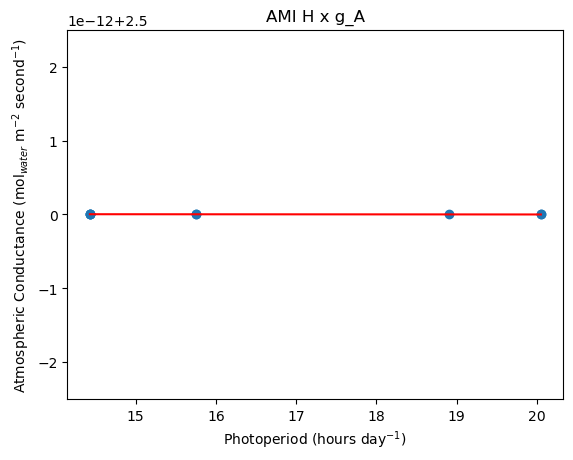 AMI H x g_A
1e−12+2.5
2
1
0
−1
−2
Atmospheric Conductance (mol$_{water}$ m$^{−2}$ second$^{−1}$)
15 16 17 18 19 20
Photoperiod (hours day$^{−1}$)